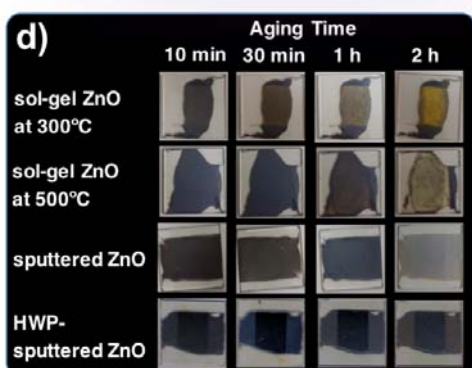 d)
Aging Time
10 min 30 min 1 h 2 h
sol-gel ZnO
at 300°C
sol-gel ZnO
at 500°C
sputtered ZnO
HWP-
sputtered ZnO